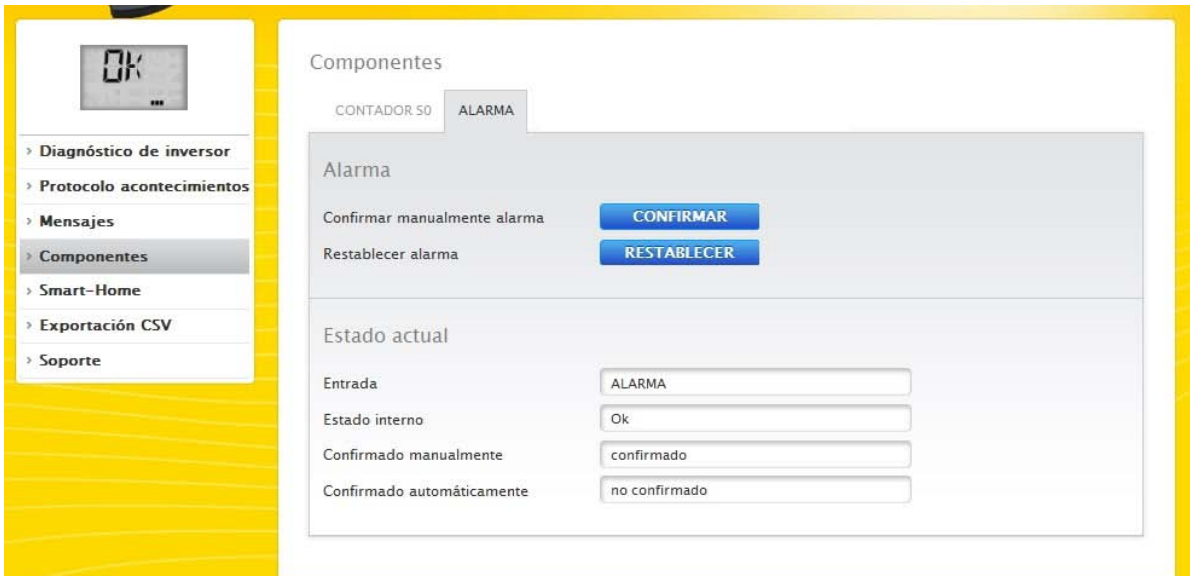 OK
Diagnóstico de inversor
Protocolo acontecimientos
Mensajes
Componentes
Smart-Home
Exportación CSV
Soporte
Componentes
CONTADOR S0 ALARMA
Alarma
Confirmar manualmente alarma CONFIRMAR
Restablecer alarma RESTABLECER
Estado actual
Entrada ALARMA
Estado interno Ok
Confirmado manualmente confirmado
Confirmado automáticamente no confirmado